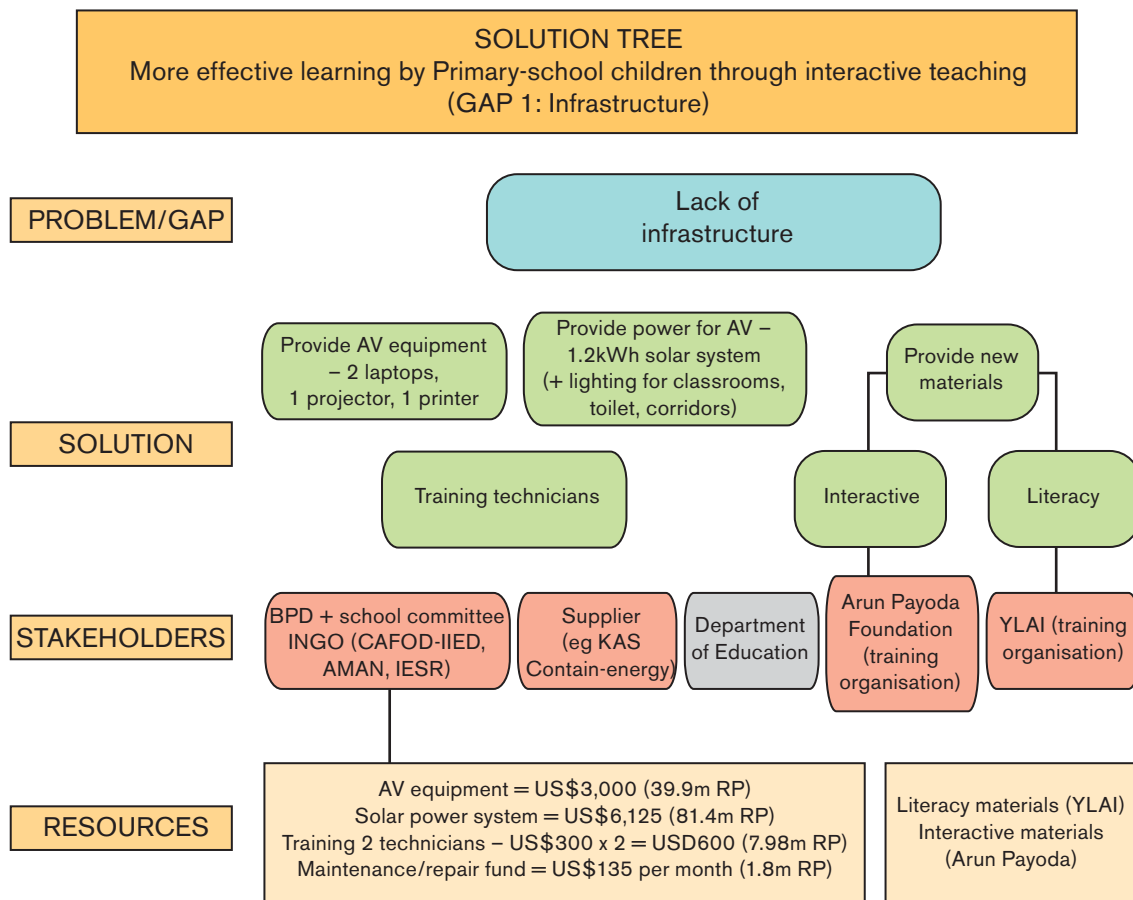 SOLUTION TREE
More effective learning by Primary-school children through interactive teaching
(GAP 1: Infrastructure)
PROBLEM/GAP
Lack of
infrastructure
SOLUTION
Provide AV equipment
– 2 laptops,
1 projector, 1 printer
Provide power for AV –
1.2kWh solar system
(+ lighting for classrooms,
toilet, corridors)
Provide new
materials
Training technicians
Interactive
Literacy
STAKEHOLDERS
BPD + school committee
INGO (CAFOD-IIED,
AMAN, IESR)
Supplier
(eg KAS
Contain-energy)
Department
of Education
Arun Payoda
Foundation
(training
organisation)
YLAI (training
organisation)
RESOURCES
AV equipment = US$3,000 (39.9m RP)
Solar power system = US$6,125 (81.4m RP)
Training 2 technicians – US$300 x 2 = USD600 (7.98m RP)
Maintenance/repair fund = US$135 per month (1.8m RP)
Literacy materials (YLAI)
Interactive materials
(Arun Payoda)